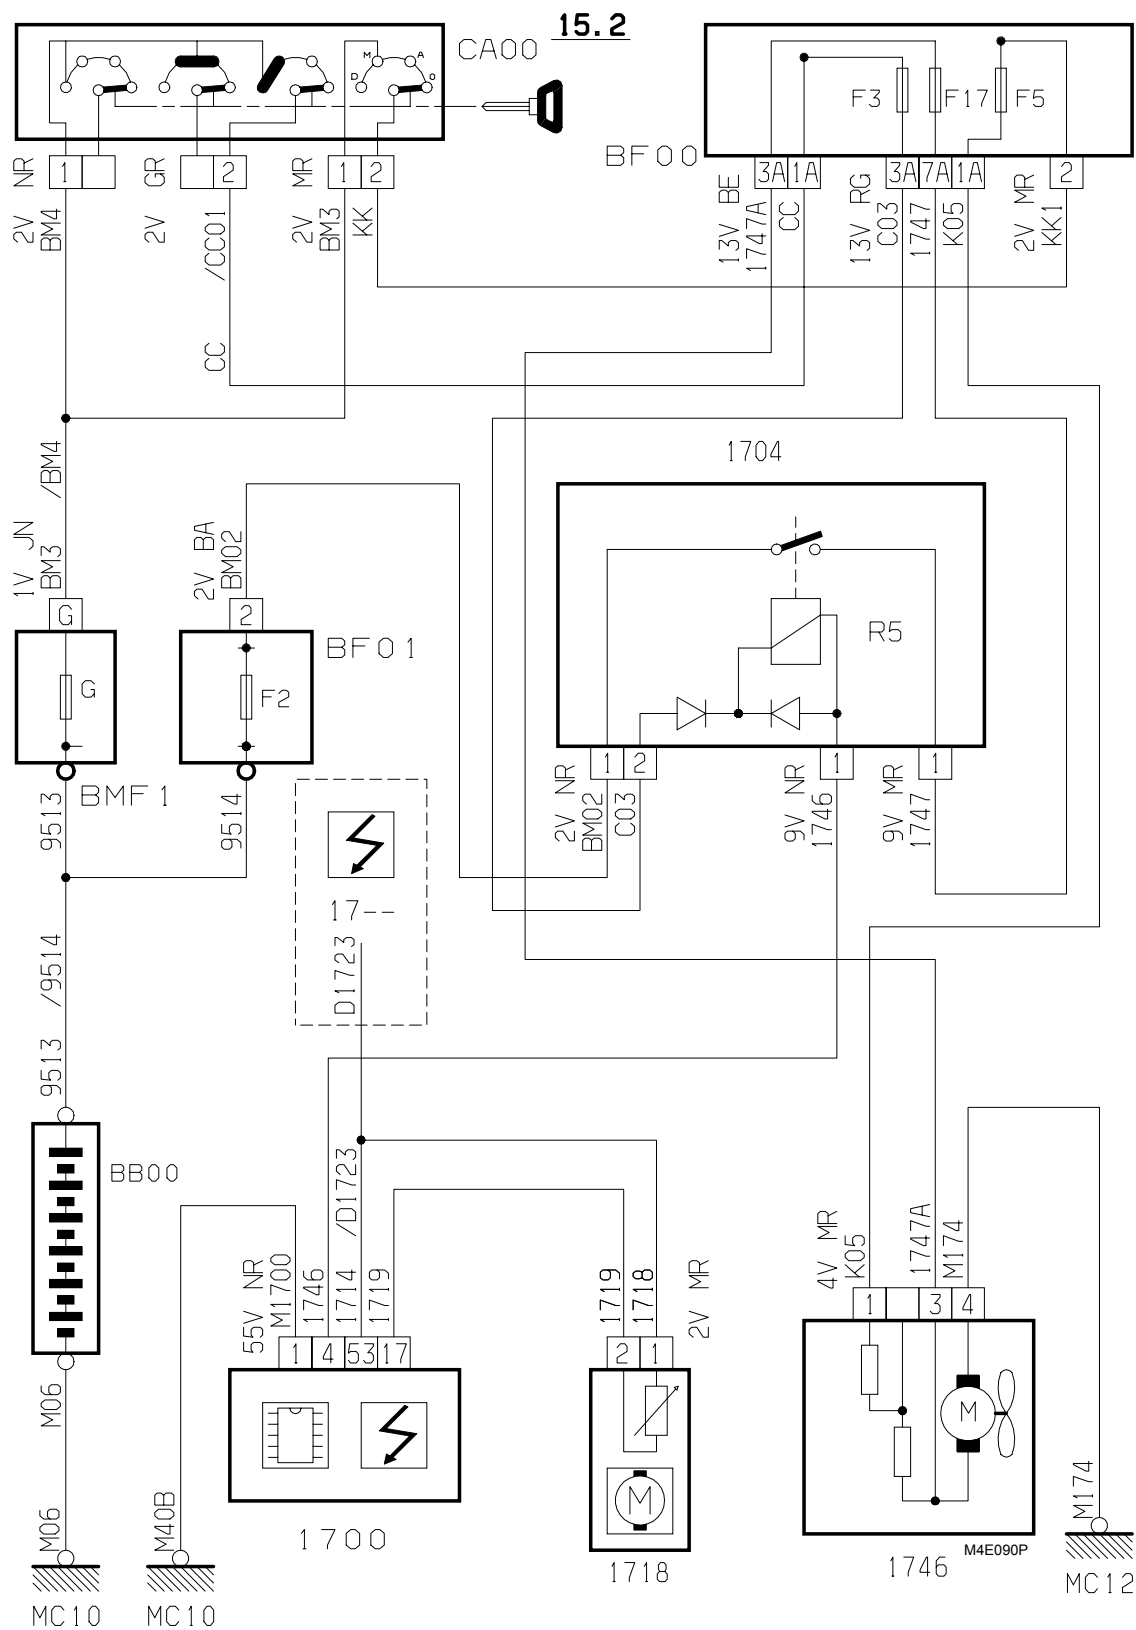 15.2
CA00
M
A
D
O
F3
F17
F5
BF00
1
2
1
2
3A
1A
3A
7A
1A
2
2V NR
BM4
2V GR
/CC01
2V MR
BM3
KK
13V BE
1747A
CC
13V RG
C03
1747
K05
2V MR
KK1
CC
/BM4
1704
1V JN
BM3
2V BA
BM02
G
2
BF01
G
F2
R5
BMF1
1
2
1
1
9513
9514
2V NR
BM02
C03
9V NR
1746
9V MR
1747
17--
D1723
/9514
9513
BB00
/D1723
55V NR
M1700
1746
1714
1719
1719
1718
2V MR
4V MR
K05
1747A
M174
1
4
53
17
2
1
1
3
4
M06
M
M
M06
M40B
M174
1700
1718
1746
M4E090P
MC10
MC10
MC12